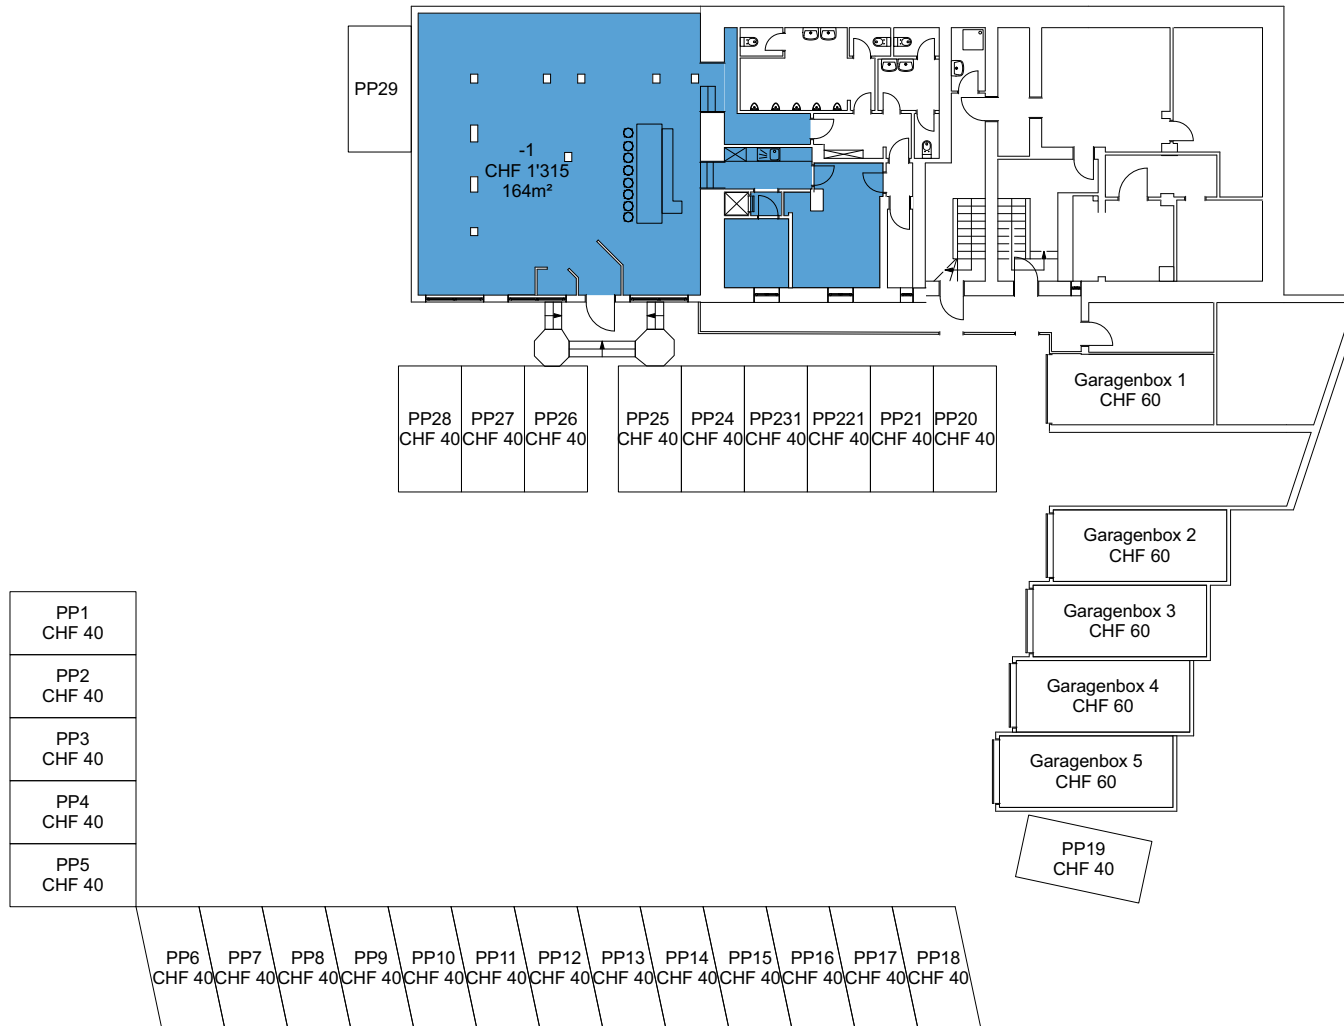 PP29
-1
CHF 1'315
164m²
Garagenbox 1
CHF 60
PP28
CHF 40
PP27
CHF 40
PP26
CHF 40
PP25
CHF 40
PP24
CHF 40
PP231
CHF 40
PP221
CHF 40
PP21
CHF 40
PP20
CHF 40
Garagenbox 2
CHF 60
Garagenbox 3
CHF 60
Garagenbox 4
CHF 60
Garagenbox 5
CHF 60
PP1
CHF 40
PP2
CHF 40
PP3
CHF 40
PP4
CHF 40
PP5
CHF 40
PP19
CHF 40
PP6
CHF 40
PP7
CHF 40
PP8
CHF 40
PP9
CHF 40
PP10
CHF 40
PP11
CHF 40
PP12
CHF 40
PP13
CHF 40
PP14
CHF 40
PP15
CHF 40
PP16
CHF 40
PP17
CHF 40
PP18
CHF 40